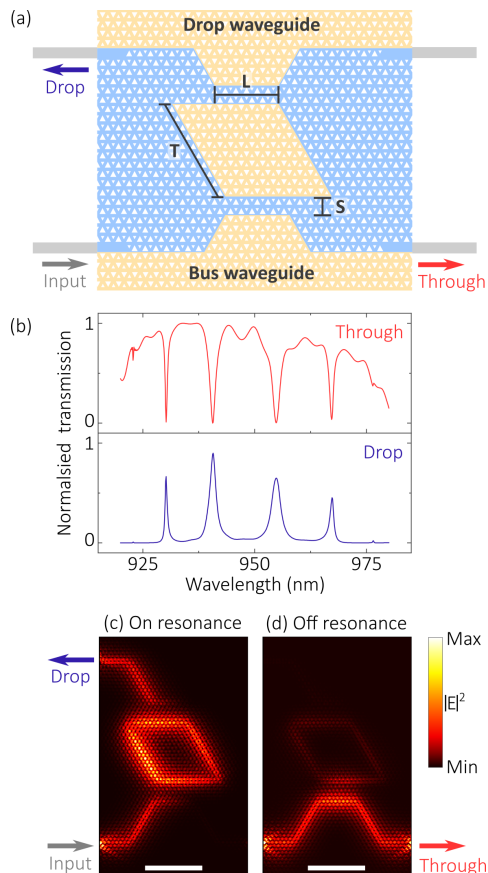 (a)
Drop waveguide
Drop
L
T
S
Input
Bus waveguide
Through
(b)
Normalsied transmission
1
0
Through
1
0
Drop
925
950
975
Wavelength (nm)
(c) On resonance
(d) Off resonance
Drop
Max
|E|²
Min
Input
Through